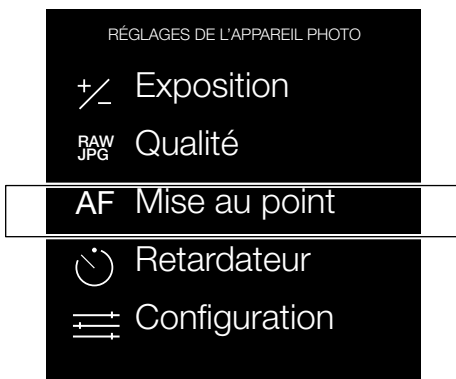 RÉGLAGES DE L'APPAREIL PHOTO
+/– Exposition
RAW
JPG Qualité
AF Mise au point
Retardateur
Configuration